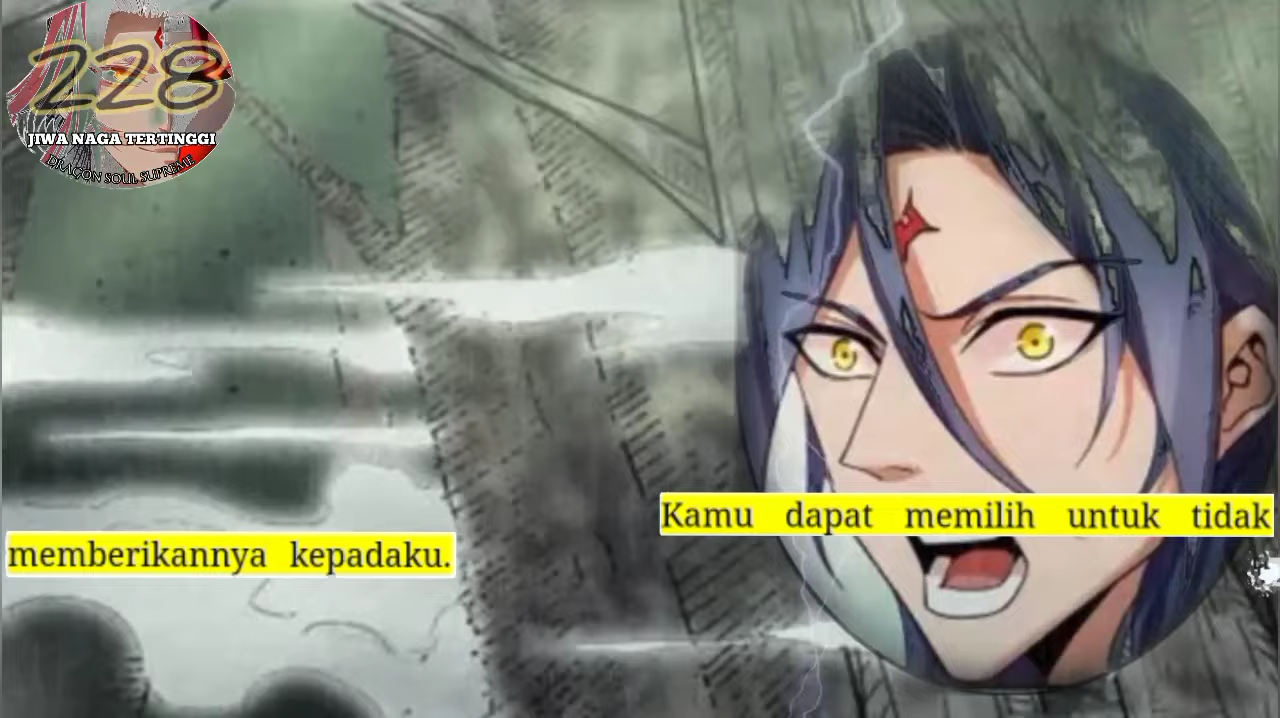 228
JIWA NAGA TERTINGGI
DRAGON SOUL SUPREME
Kamu dapat memilih untuk tidak
memberikannya kepadaku.